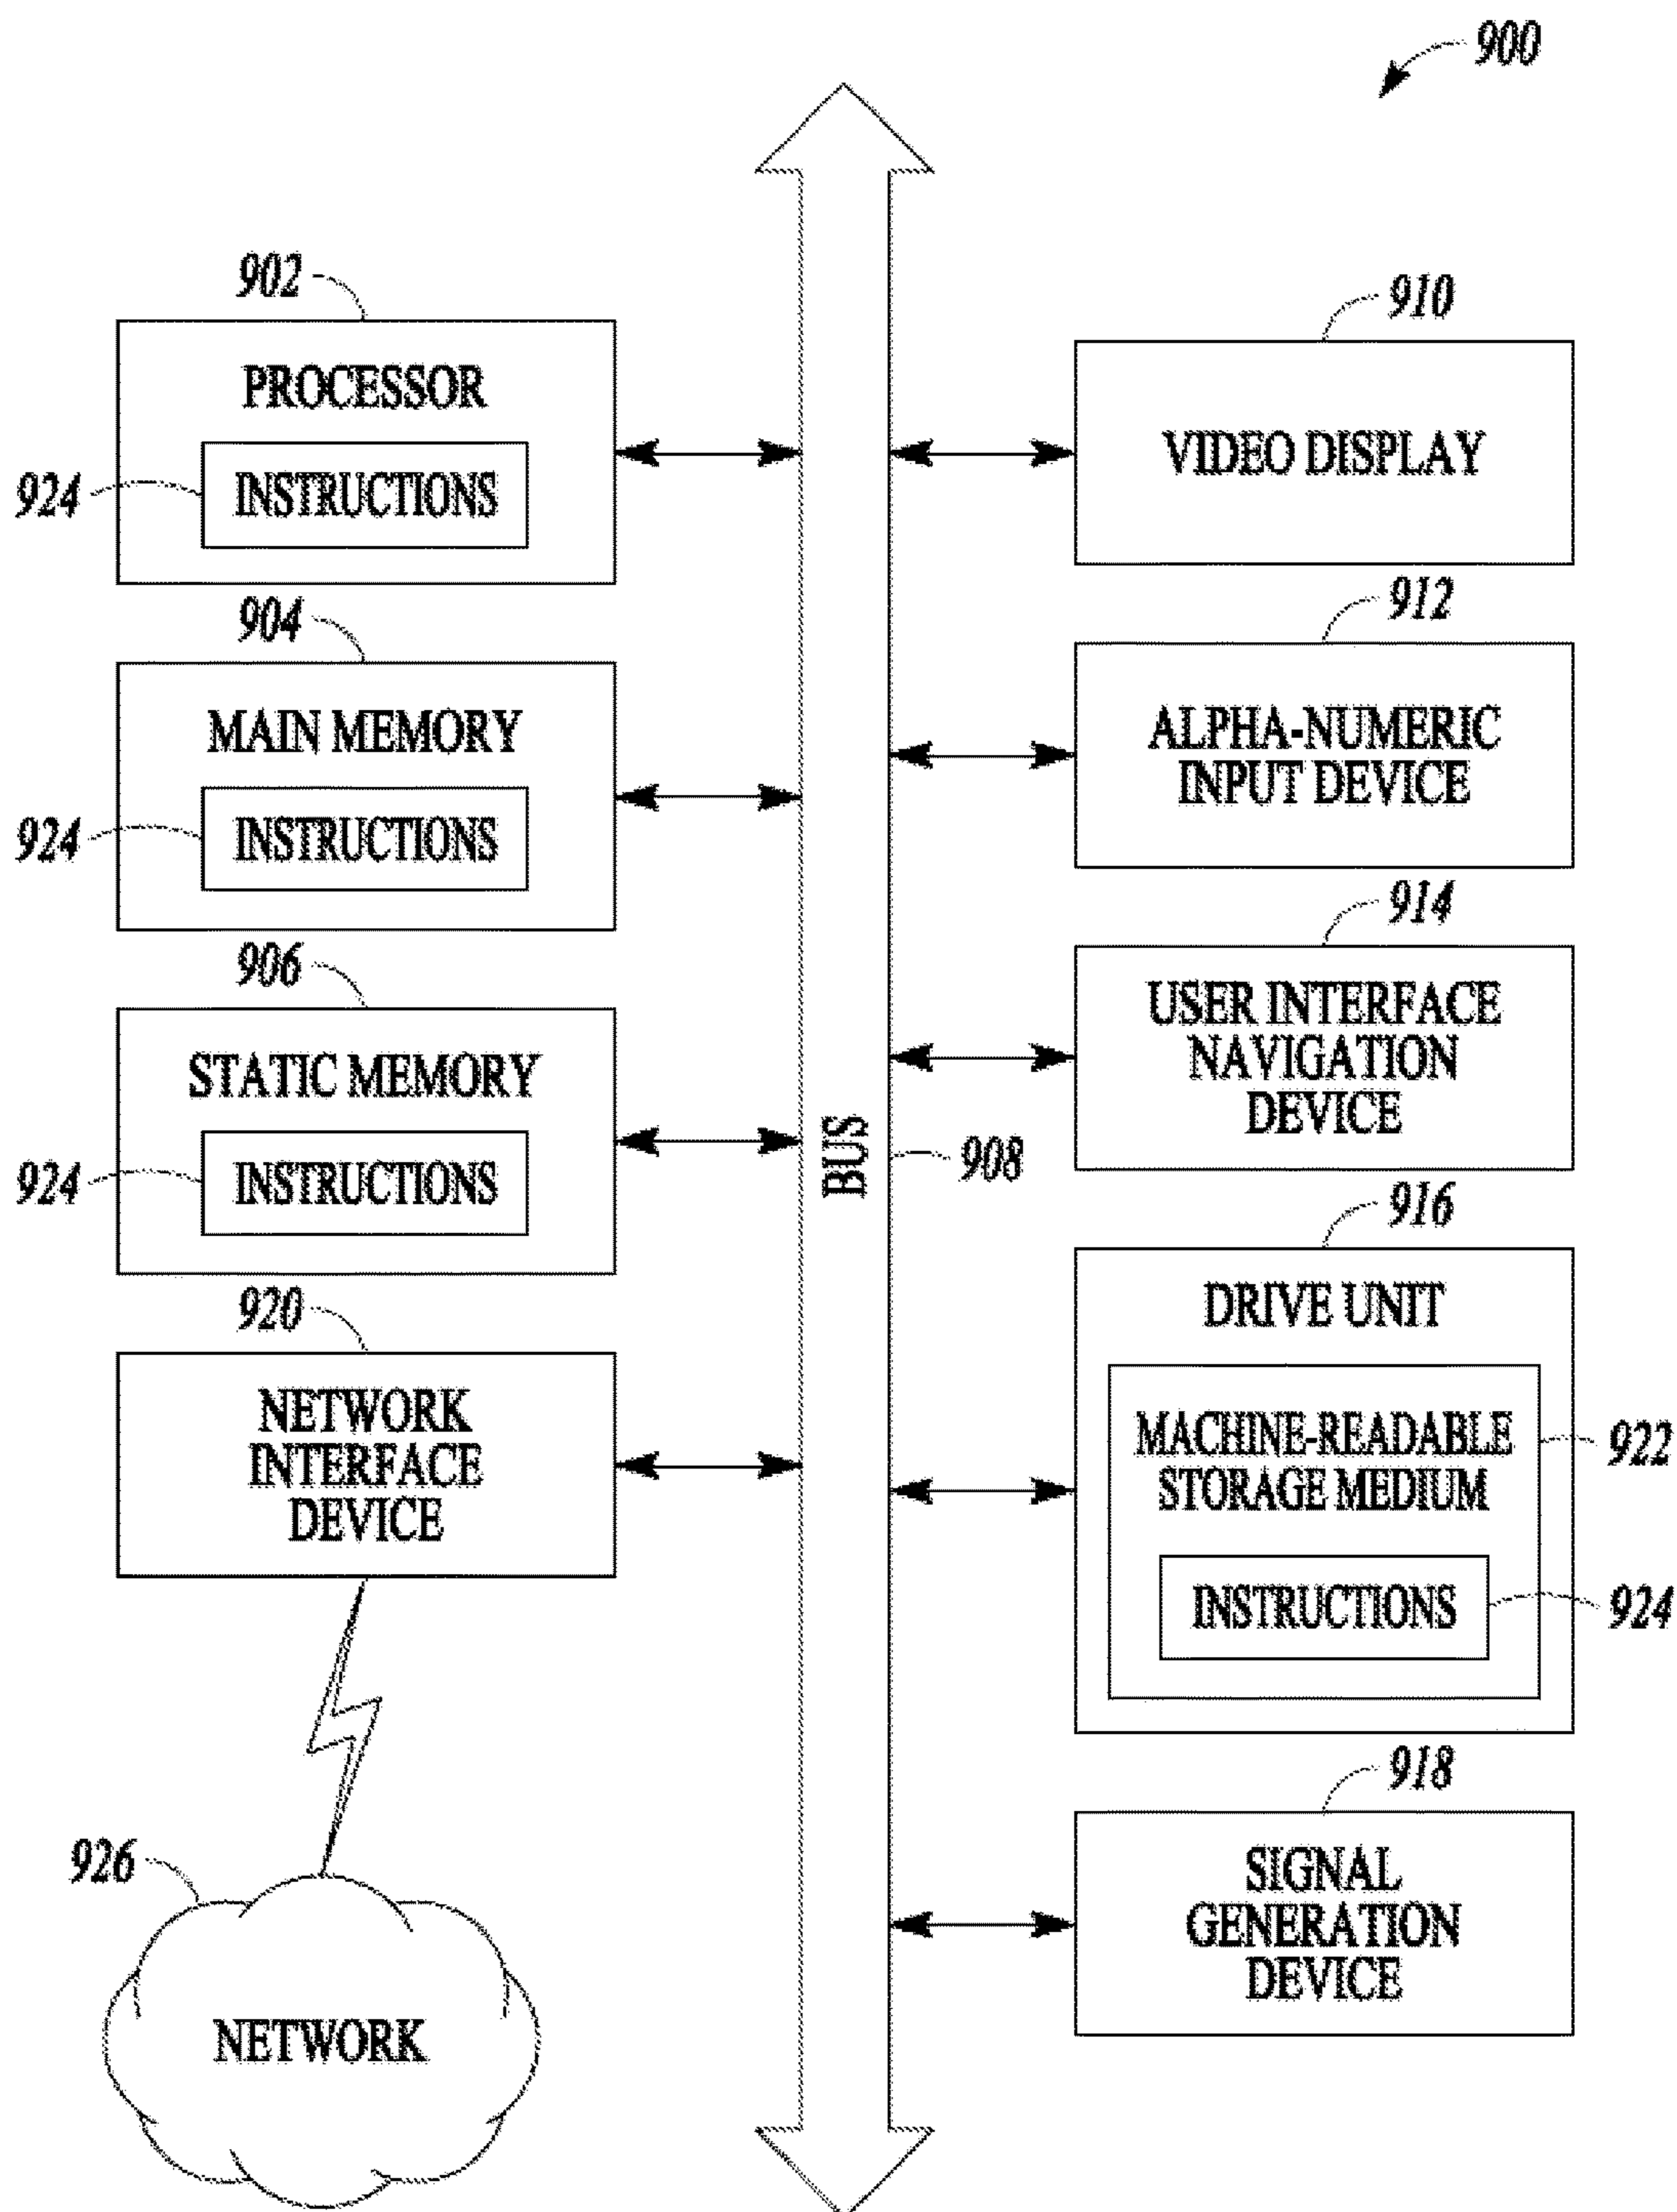 900
902
PROCESSOR
924
INSTRUCTIONS
904
MAIN MEMORY
924
INSTRUCTIONS
906
STATIC MEMORY
924
INSTRUCTIONS
920
NETWORK
INTERFACE
DEVICE
926
NETWORK
BUS
908
910
VIDEO DISPLAY
912
ALPHA-NUMERIC
INPUT DEVICE
914
USER INTERFACE
NAVIGATION
DEVICE
916
DRIVE UNIT
MACHINE-READABLE
STORAGE MEDIUM
922
INSTRUCTIONS
924
918
SIGNAL
GENERATION
DEVICE